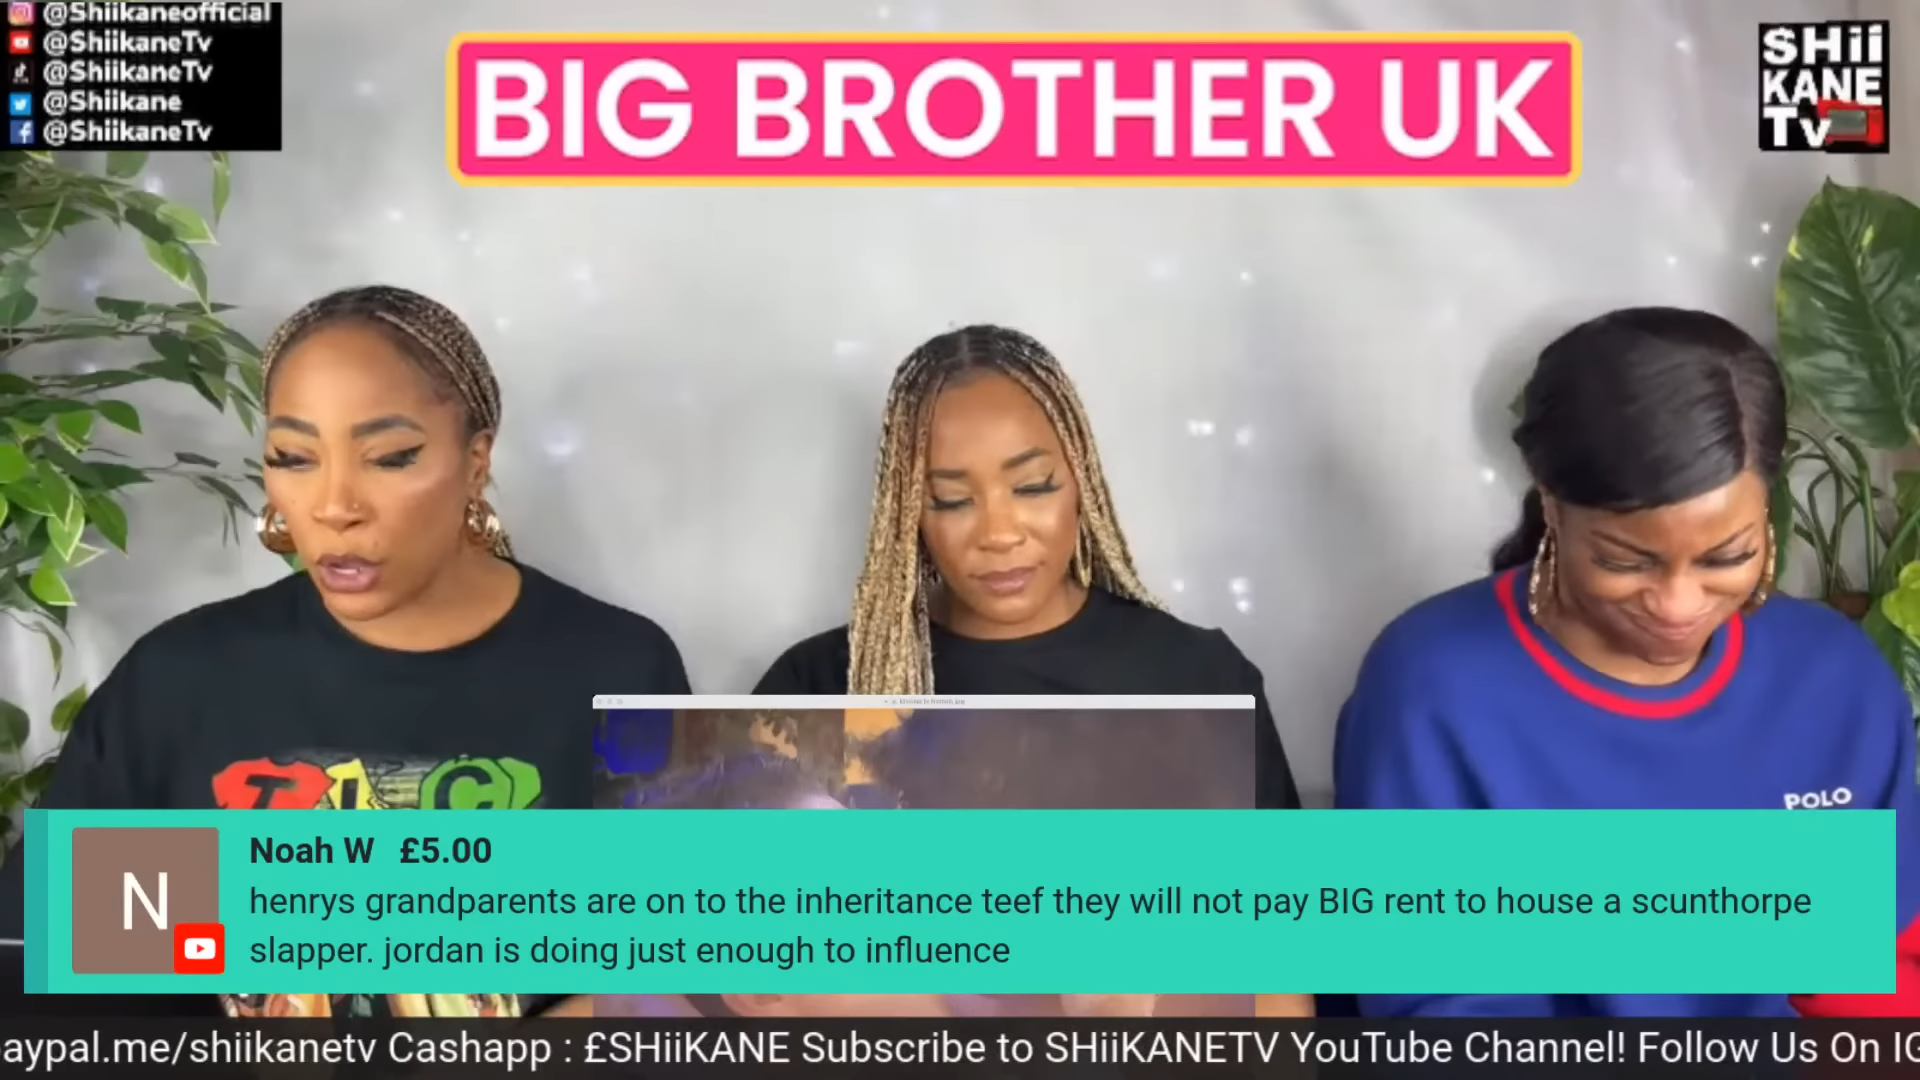 @Shiikaneofficial
@ShiikaneTv
@ShiikaneTv
@Shiikane
@ShiikaneTv
BIG BROTHER UK
SHii
KANE
Tv
TLC
POLO
N
Noah W £5.00
henrys grandparents are on to the inheritance teef they will not pay BIG rent to house a scunthorpe
slapper. jordan is doing just enough to influence
paypal.me/shiikanetv Cashapp : £SHiiKANE Subscribe to SHiiKANETV YouTube Channel! Follow Us On IG